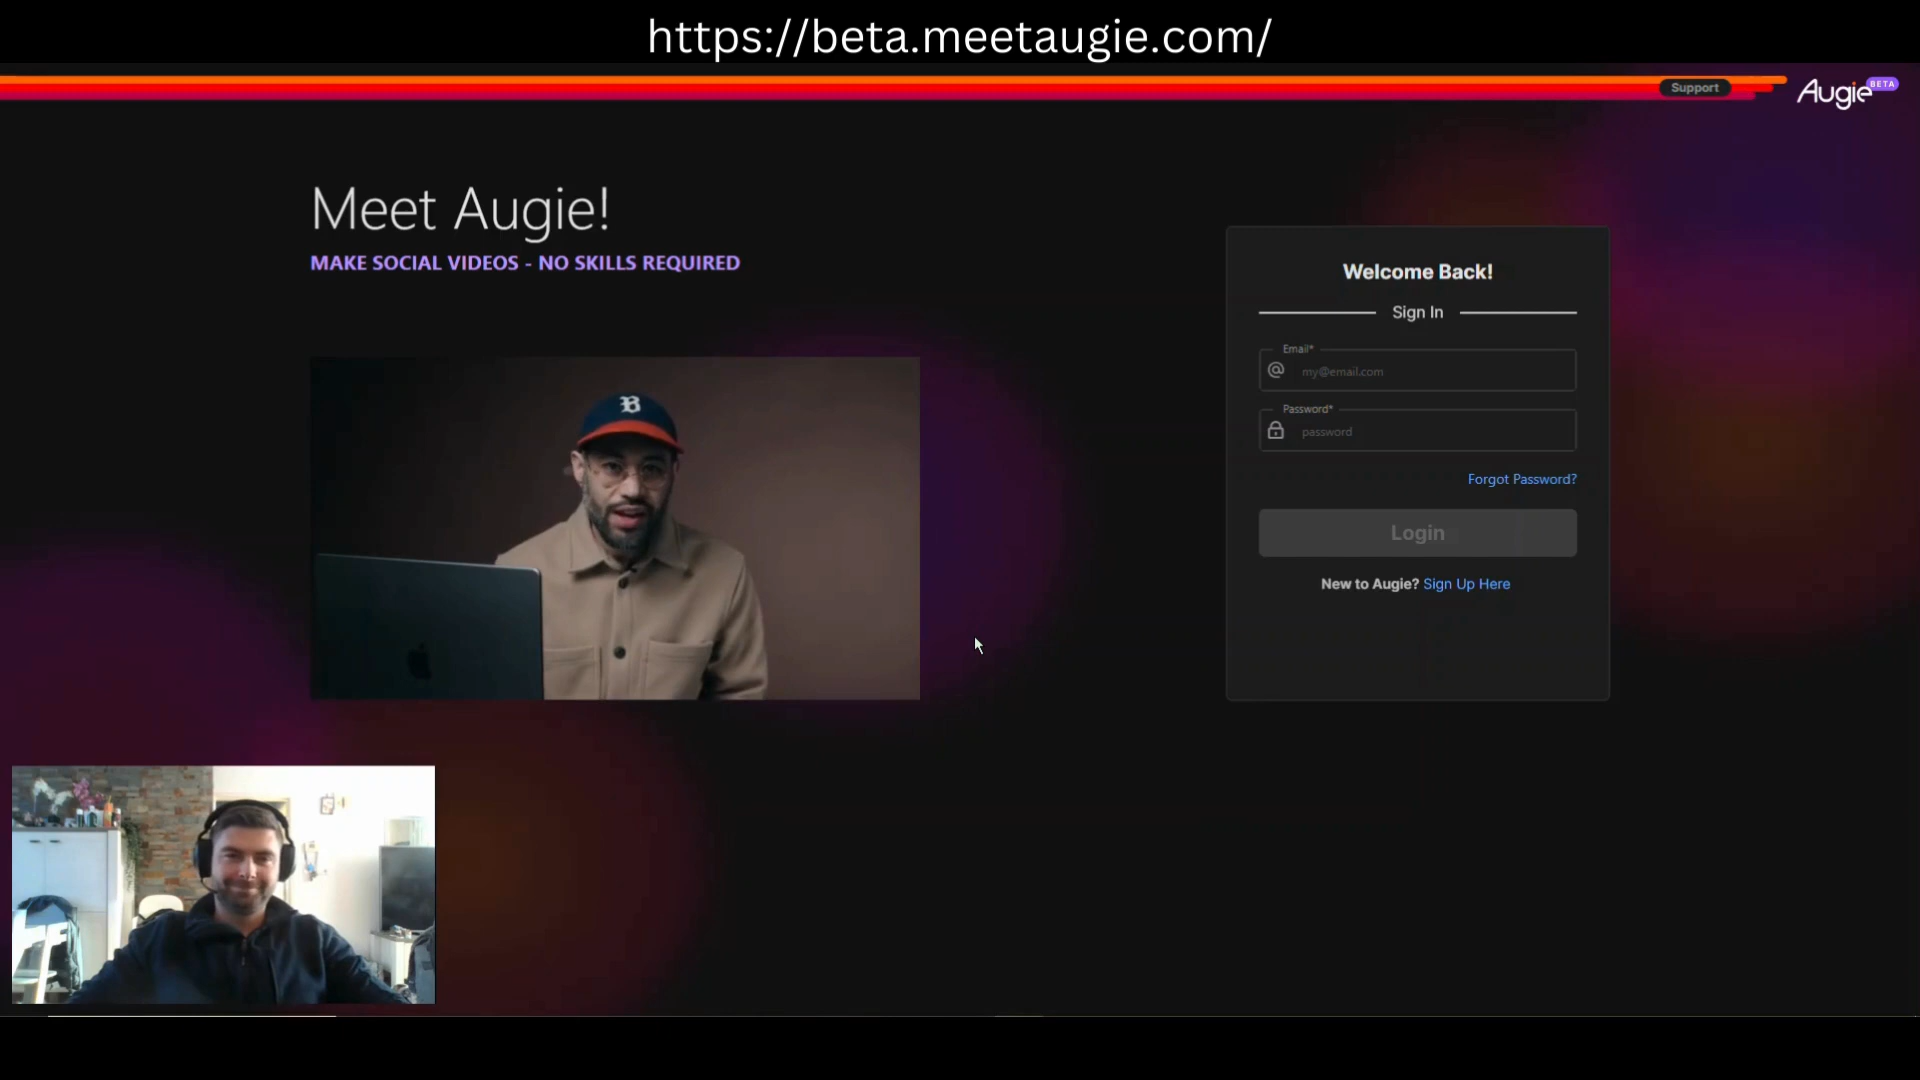 https://beta.meetaugie.com/
Support
Augie BETA
Meet Augie!
MAKE SOCIAL VIDEOS - NO SKILLS REQUIRED
B
Welcome Back!
Sign In
Email*
@ my@email.com
Password*
password
Forgot Password?
Login
New to Augie? Sign Up Here